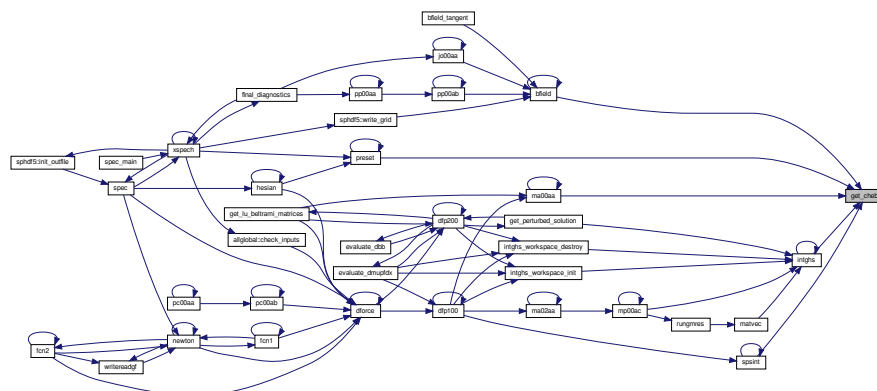 bfield_tangent
jo00aa
final_diagnostics
pp00aa
pp00ab
bfield
sphdf5::write_grid
sphdf5::init_outfile
spec_main
xspech
preset
spec
hesian
ma00aa
get_cheb
get_lu_beltrami_matrices
dfp200
get_perturbed_solution
allglobal::check_inputs
evaluate_dbb
intghs_workspace_destroy
intghs
evaluate_dmupfdx
intghs_workspace_init
pc00aa
pc00ab
dforce
dfp100
ma02aa
mp00ac
rungmres
matvec
fcn2
newton
fcn1
writereadgf
spsint